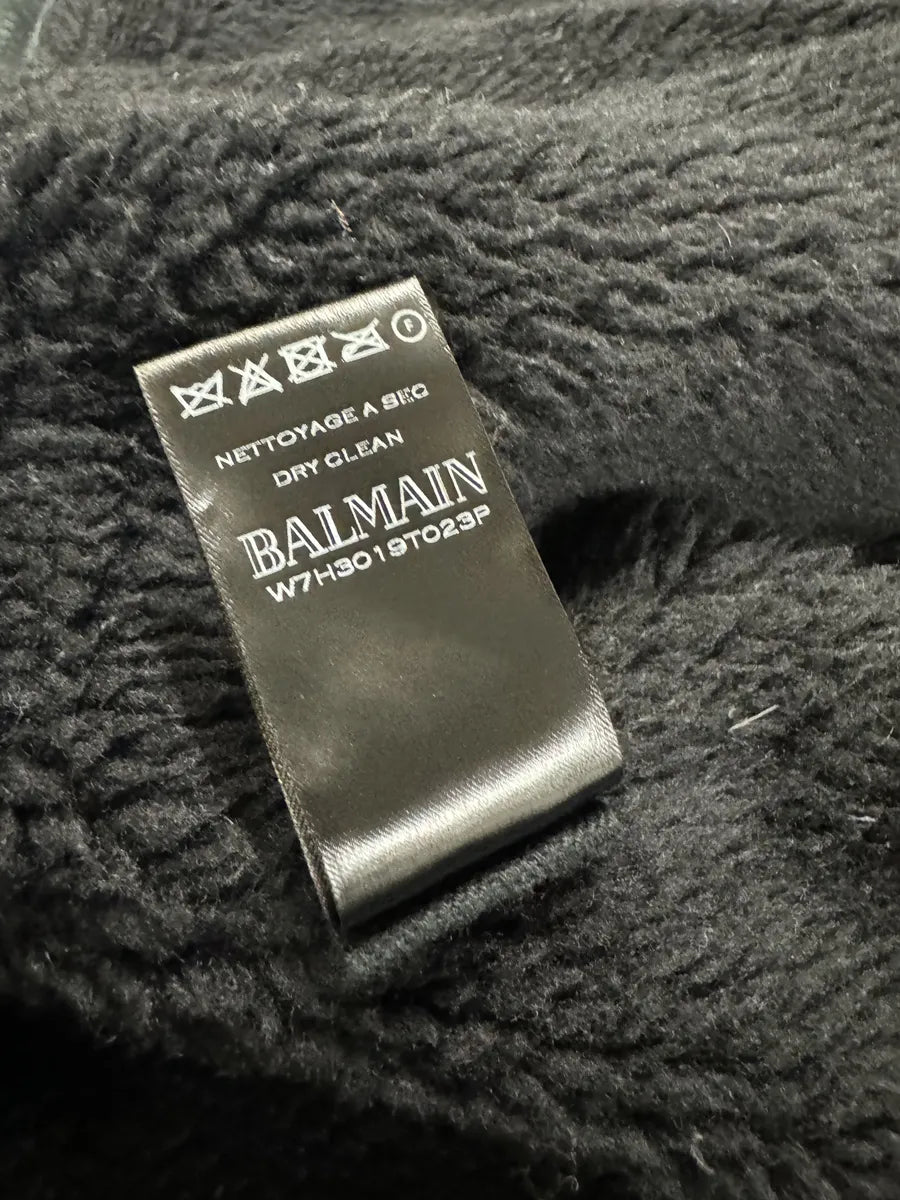 F
NETTOYAGE A SEC
DRY CLEAN
BALMAIN
W7H3019T023P